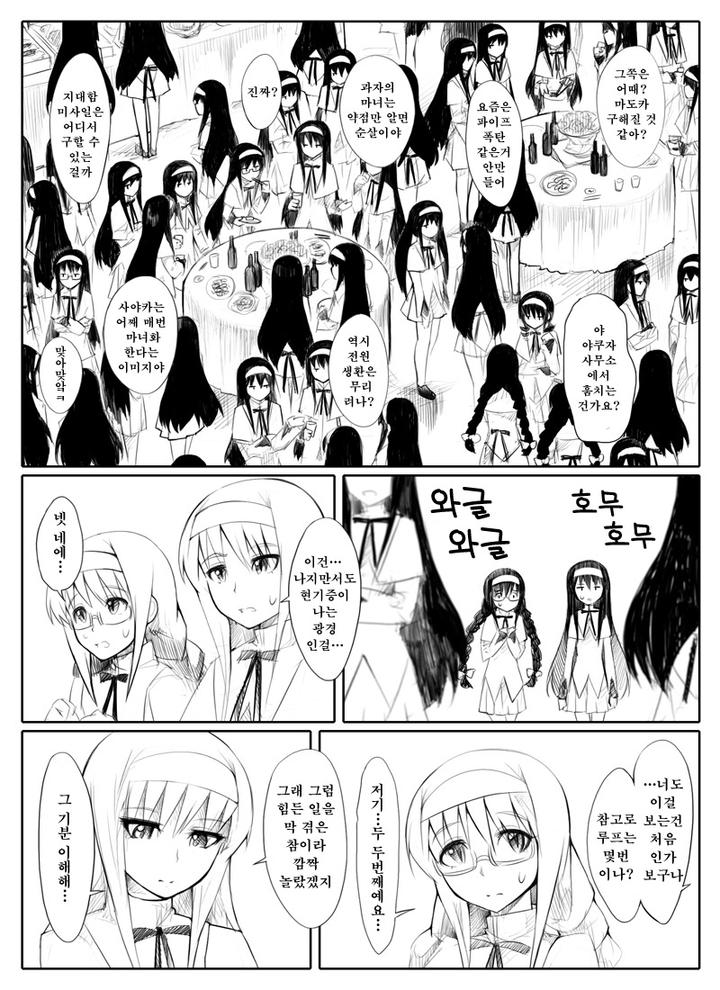 그쪽은
어때?
마도카
구해질 것
같아?
요즘은
파이프
폭탄
같은거
안만
들어
과자의
마녀는
약점만 알면
순살이야
진짜?
지대함
미사일은
어디서
구할 수
있는
걸까
야
야쿠자
사무소
에서
훔치는
건가요?
역시
전원
생환은
무리
려나?
사야카는
어째 매번
마녀화
한다는
이미지야
맞아맞앜ㅋ
호무
호무
와글
와글
이건…
나지만서도
현기증이
나는
광경
인걸…
넷 네에…
…너도
이걸
보는건
처음
인가
보구나
참고로
루프는
몇번
이나?
저기…두 두번째예요…
그래 그럼
힘든 일을
막 겪은
참이라
깜짝
놀랐겠지
그 기분 이해해…